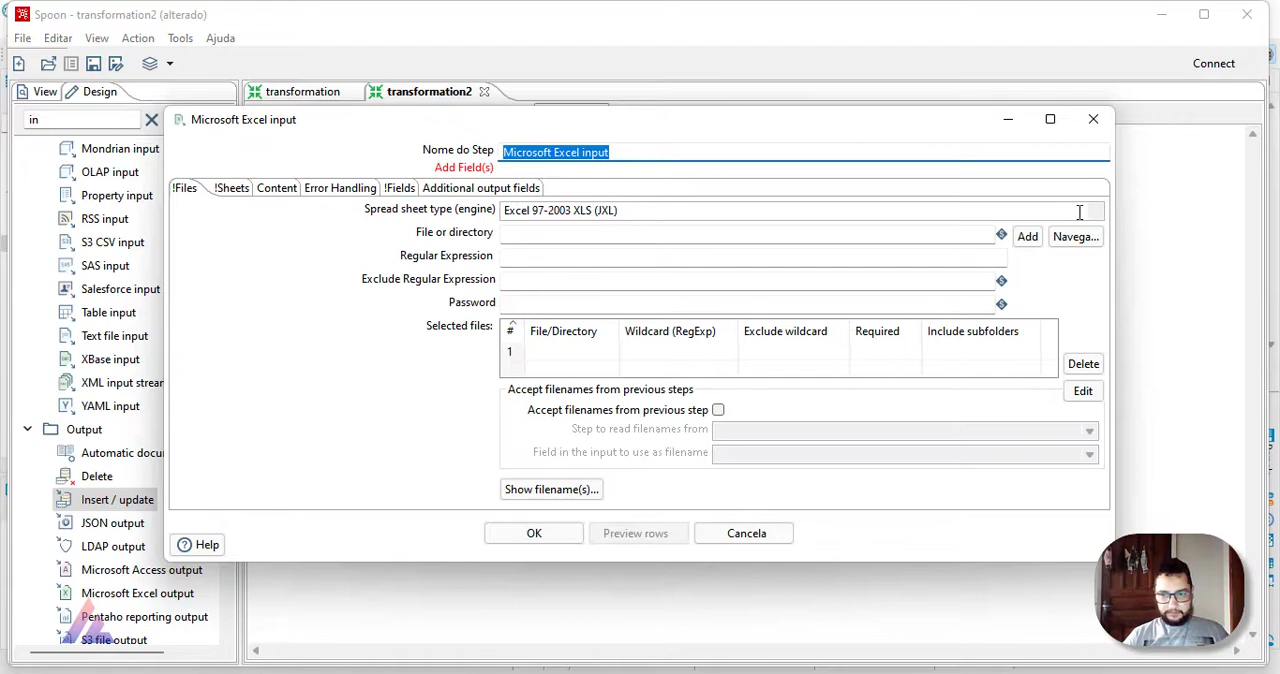 Spoon - transformation2 (alterado)
File Editar View Action Tools Ajuda
Connect
View Design transformation transformation2
in
Mondrian input
OLAP input
Property input
RSS input
S3 CSV input
SAS input
Salesforce input
Table input
Text file input
XBase input
XML input strea
YAML input
Output
Automatic docu
Delete
Insert / update
JSON output
LDAP output
Microsoft Access output
Microsoft Excel output
Pentaho reporting output
S3 file output
Microsoft Excel input
Nome do Step Microsoft Excel input
Add Field(s)
!Files !Sheets Content Error Handling !Fields Additional output fields
Spread sheet type (engine) Excel 97-2003 XLS (JXL)
File or directory Add Navega...
Regular Expression
Exclude Regular Expression
Password
Selected files: # File/Directory Wildcard (RegExp) Exclude wildcard Required Include subfolders
1
Delete
Edit
Accept filenames from previous steps
Accept filenames from previous step
Step to read filenames from
Field in the input to use as filename
Show filename(s)...
OK Preview rows Cancela
Help